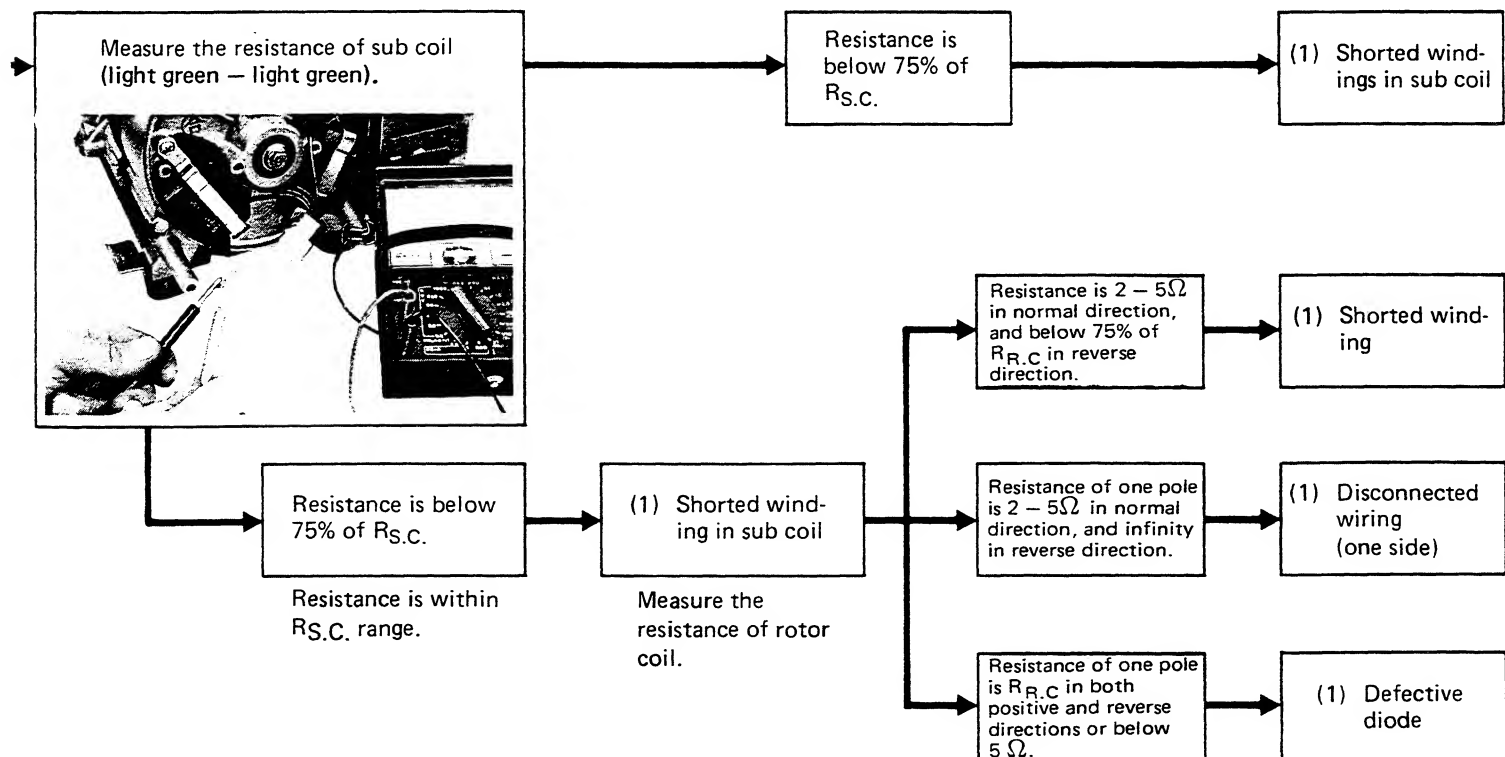 Measure the resistance of sub coil
(light green — light green).
Resistance is
below 75% of
RS.C.
(1) Shorted wind-
ings in sub coil
Resistance is 2 – 5Ω
in normal direction,
and below 75% of
RR.C in reverse
direction.
(1) Shorted wind-
ing
Resistance is below
75% of RS.C.
Resistance is within
RS.C. range.
(1) Shorted wind-
ing in sub coil
Measure the
resistance of rotor
coil.
Resistance of one pole
is 2 – 5Ω in normal
direction, and infinity
in reverse direction.
(1) Disconnected
wiring
(one side)
Resistance of one pole
is RR.C in both
positive and reverse
directions or below
5 Ω.
(1) Defective
diode